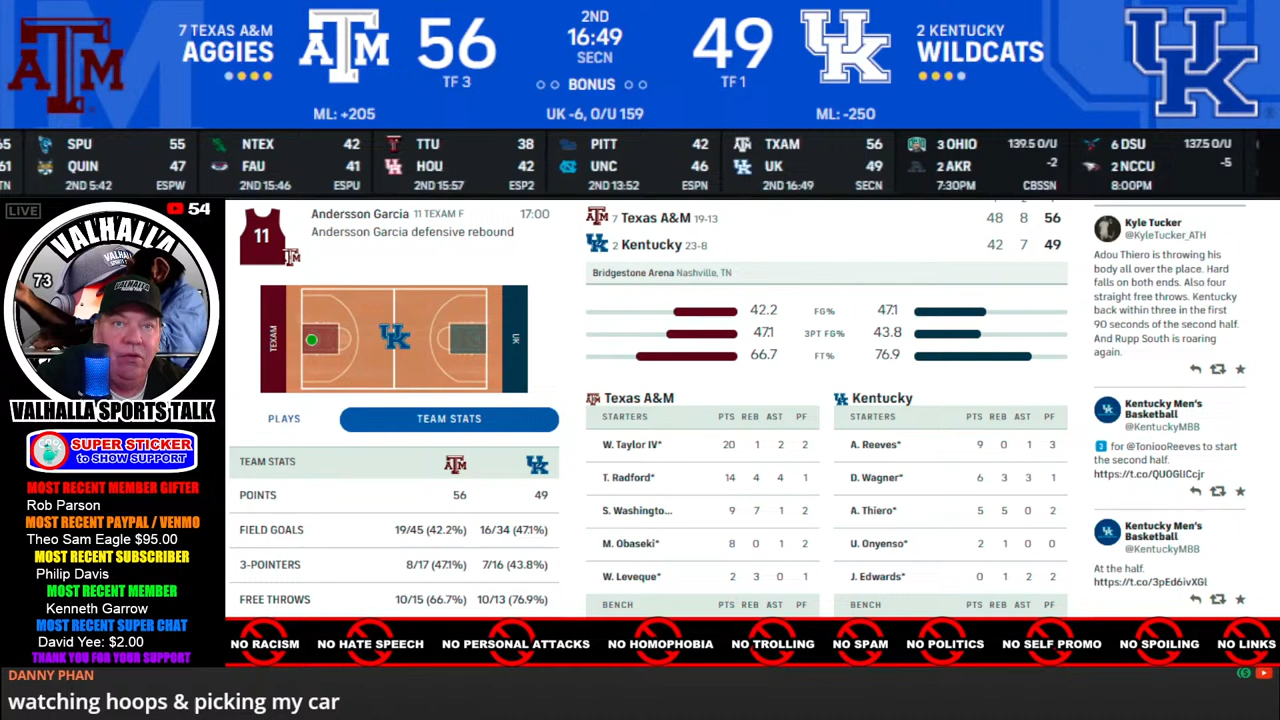 7 TEXAS A&M
AGGIES
ATM
56
TF 3
ML: +205
2ND
16:49
SECN
BONUS
UK -6, O/U 159
49
TF 1
ML: -250
UK
2 KENTUCKY
WILDCATS
65
61
TN
SPU 55
QUIN 47
2ND 5:42 ESPW
NTEX 42
FAU 41
2ND 15:46 ESPU
TTU 38
HOU 42
2ND 15:57 ESP2
PITT 42
UNC 46
2ND 13:52 ESPN
TXAM 56
UK 49
2ND 16:49 SECN
3 OHIO 139.5 O/U
2 AKR -2
7:30PM CBSSN
6 DSU 137.5 O/U
2 NCCU -5
8:00PM
LIVE
54
VALHALLA
VALHALLA
73
VALHALLA
VALHALLA SPORTS TALK
SUPER STICKER
to SHOW SUPPORT
MOST RECENT MEMBER GIFTER
Rob Parson
MOST RECENT PAYPAL / VENMO
Theo Sam Eagle $95.00
MOST RECENT SUBSCRIBER
Philip Davis
MOST RECENT MEMBER
Kenneth Garrow
MOST RECENT SUPER CHAT
David Yee: $2.00
THANK YOU FOR YOUR SUPPORT
11
Andersson Garcia 11 TEXAM F 17:00
Andersson Garcia defensive rebound
TEXAM
UK
PLAYS
TEAM STATS
TEAM STATS
POINTS 56 49
FIELD GOALS 19/45 (42.2%) 16/34 (47.1%)
3-POINTERS 8/17 (47.1%) 7/16 (43.8%)
FREE THROWS 10/15 (66.7%) 10/13 (76.9%)
7 Texas A&M 19-13 48 8 56
2 Kentucky 23-8 42 7 49
Bridgestone Arena Nashville, TN
42.2 FG% 47.1
47.1 3PT FG% 43.8
66.7 FT% 76.9
Texas A&M
STARTERS PTS REB AST PF
W. Taylor IV* 20 1 2 2
T. Radford* 14 4 4 1
S. Washingto... 9 7 1 2
M. Obaseki* 8 0 1 2
W. Leveque* 2 3 0 1
BENCH PTS REB AST PF
Kentucky
STARTERS PTS REB AST PF
A. Reeves* 9 0 1 3
D. Wagner* 6 3 3 1
A. Thiero* 5 5 0 2
U. Onyenso* 2 1 0 0
J. Edwards* 0 1 2 2
BENCH PTS REB AST PF
Kyle Tucker
@KyleTucker_ATH
Adou Thiero is throwing his
body all over the place. Hard
falls on both ends. Also four
straight free throws. Kentucky
back within three in the first
90 seconds of the second half.
And Rupp South is roaring
again.
Kentucky Men's
Basketball
@KentuckyMBB
3 for @ToniooReeves to start
the second half.
https://t.co/QU0GlICcjr
Kentucky Men's
Basketball
@KentuckyMBB
At the half.
https://t.co/3pEd6ivXGl
NO RACISM NO HATE SPEECH NO PERSONAL ATTACKS NO HOMOPHOBIA NO TROLLING NO SPAM NO POLITICS NO SELF PROMO NO SPOILING NO LINKS
DANNY PHAN
watching hoops & picking my car